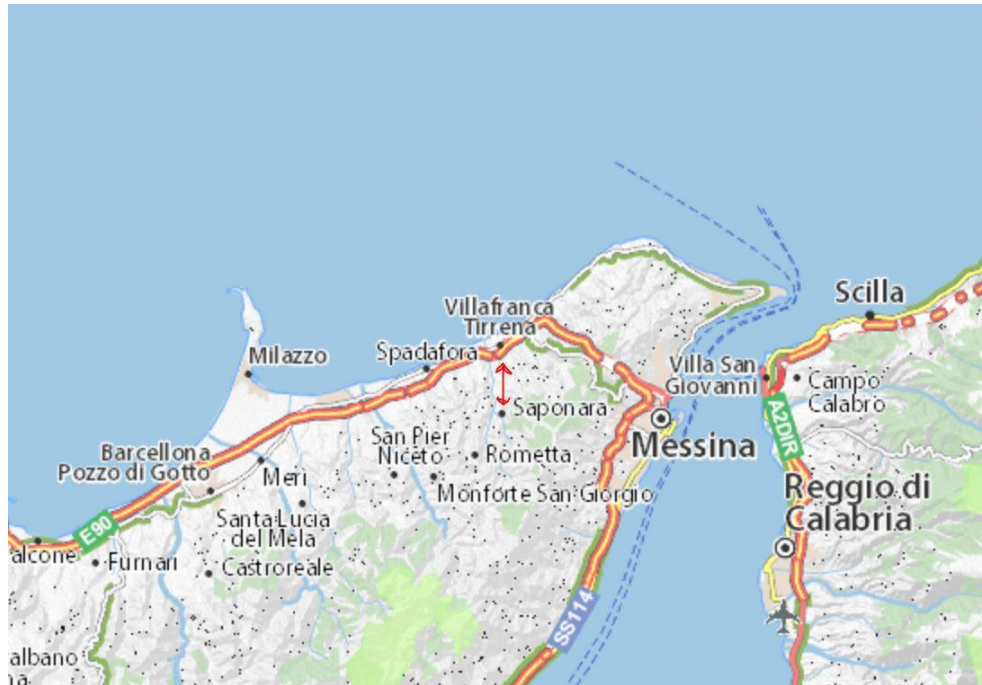 Villafranca
Tirrena
Scilla
Milazzo
Spadafora
Villa San
Giovanni
Campo
Calabro
Saponara
A2DIR
Messina
Barcellona
Pozzo di Gotto
San Pier
Niceto
Rometta
Meri
Monforte San Giorgio
Reggio di
Calabria
Santa Lucia
del Mela
E90
alcone
Furnari
Castroreale
SS114
albano
na